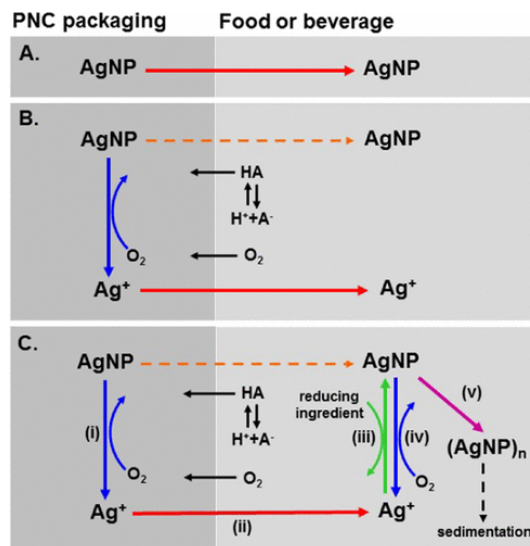 PNC packaging Food or beverage
A.
AgNP AgNP
B.
AgNP AgNP
HA
H⁺+A⁻
O₂ O₂
Ag⁺ Ag⁺
C.
AgNP AgNP
HA reducing ingredient (v)
(i) H⁺+A⁻ (iii) (iv) (AgNP)n
O₂ O₂ O₂
Ag⁺ (ii) Ag⁺ sedimentation